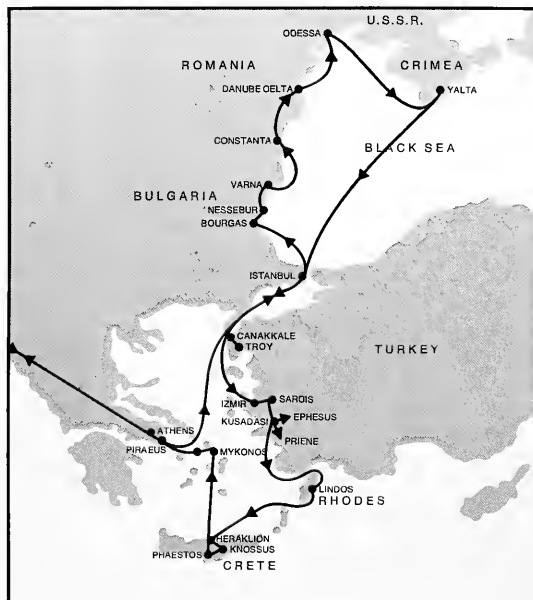 U.S.S.R.
ODESSA
ROMANIA
CRIMEA
DANUBE OELTA
YALTA
CONSTANTA
BLACK SEA
VARNA
BULGARIA
NESSEBUR
BOURGAS
ISTANBUL
CANAKKALE
TROY
TURKEY
SARDIS
IZMIR
EPHESUS
KUSADASI
PRIENE
ATHENS
PIRAEUS
MYKONOS
LINDOS
RHODES
HERAKLION
KNOSSUS
PHAESTOS
CRETE